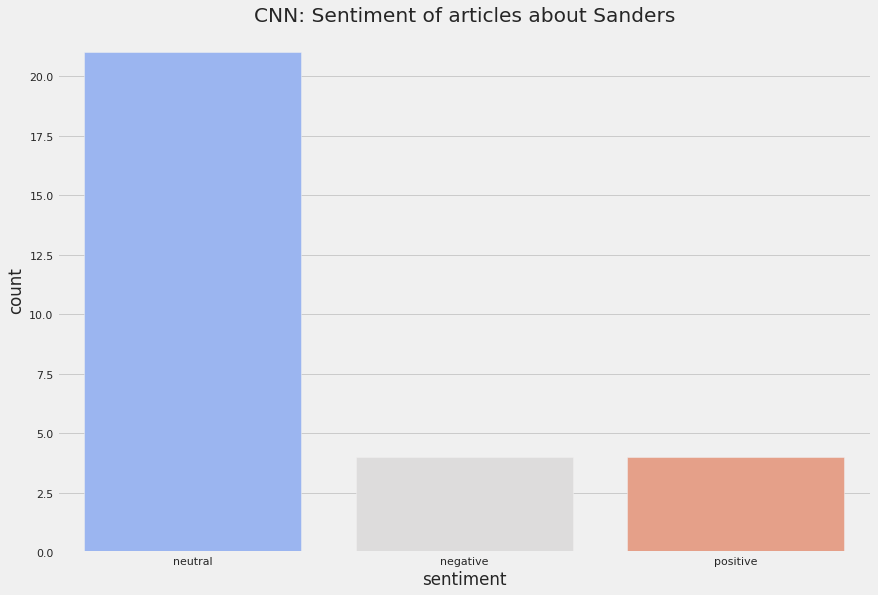 CNN: Sentiment of articles about Sanders
20.0
17.5
15.0
12.5
10.0
7.5
5.0
2.5
0.0
count
neutral negative positive
sentiment